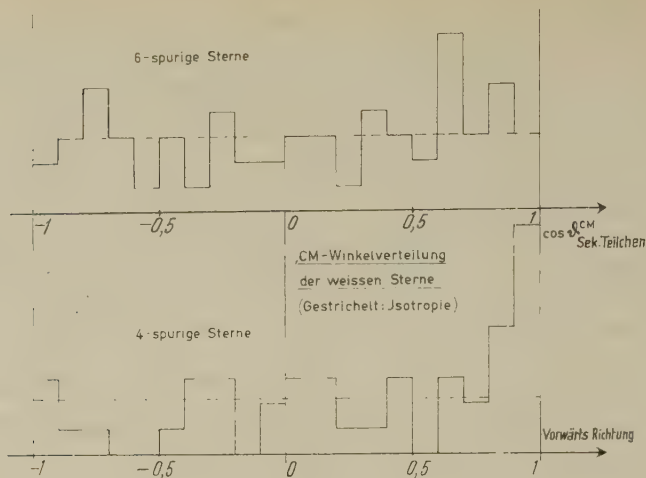 6-spurige Sterne
-1 -0,5 0 0,5 1
cos ϑ CM
Sek. Teilchen
CM-Winkelverteilung
der weissen Sterne
(Gestrichelt: Jsotropie)
4-spurige Sterne
Vorwärts Richtung
-1 -0,5 0 0,5 1